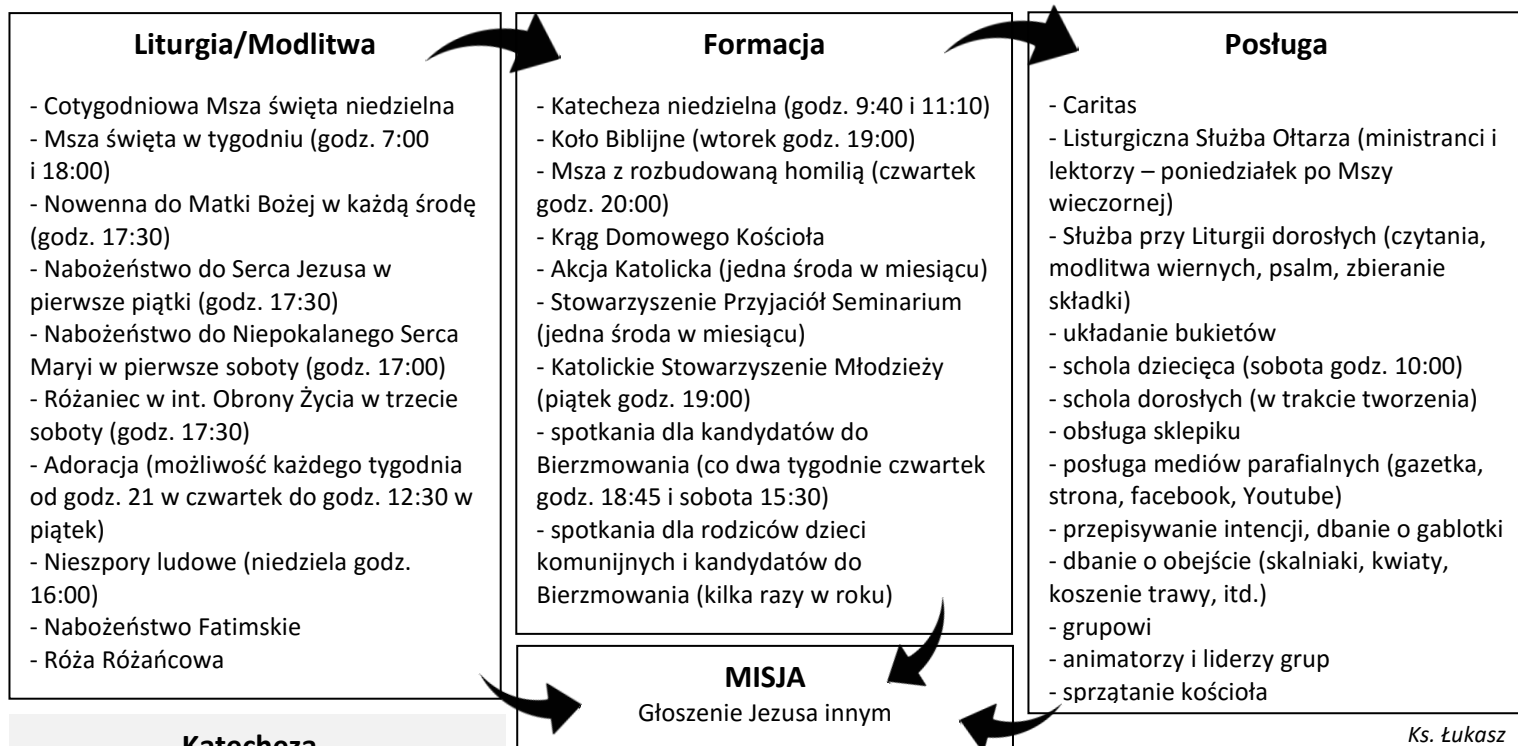 Liturgia/Modlitwa
- Cotygodniowa Msza święta niedzielna
- Msza święta w tygodniu (godz. 7:00
i 18:00)
- Nowenna do Matki Bożej w każdą środę
(godz. 17:30)
- Nabożeństwo do Serca Jezusa w
pierwsze piątki (godz. 17:30)
- Nabożeństwo do Niepokalanego Serca
Maryi w pierwsze soboty (godz. 17:00)
- Różaniec w int. Obrony Życia w trzecie
soboty (godz. 17:30)
- Adoracja (możliwość każdego tygodnia
od godz. 21 w czwartek do godz. 12:30 w
piątek)
- Nieszpory ludowe (niedziela godz.
16:00)
- Nabożeństwo Fatimskie
- Róża Różańcowa
Formacja
- Katecheza niedzielna (godz. 9:40 i 11:10)
- Koło Biblijne (wtorek godz. 19:00)
- Msza z rozbudowaną homilią (czwartek
godz. 20:00)
- Krąg Domowego Kościoła
- Akcja Katolicka (jedna środa w miesiącu)
- Stowarzyszenie Przyjaciół Seminarium
(jedna środa w miesiącu)
- Katolickie Stowarzyszenie Młodzieży
(piątek godz. 19:00)
- spotkania dla kandydatów do
Bierzmowania (co dwa tygodnie czwartek
godz. 18:45 i sobota 15:30)
- spotkania dla rodziców dzieci
komunijnych i kandydatów do
Bierzmowania (kilka razy w roku)
Posługa
- Caritas
- Listurgiczna Służba Ołtarza (ministranci i
lektorzy – poniedziałek po Mszy
wieczornej)
- Służba przy Liturgii dorosłych (czytania,
modlitwa wiernych, psalm, zbieranie
składki)
- układanie bukietów
- schola dziecięca (sobota godz. 10:00)
- schola dorosłych (w trakcie tworzenia)
- obsługa sklepiku
- posługa mediów parafialnych (gazetka,
strona, facebook, Youtube)
- przepisywanie intencji, dbanie o gablotki
- dbanie o obejście (skalniaki, kwiaty,
koszenie trawy, itd.)
- grupowi
- animatorzy i liderzy grup
- sprzątanie kościoła
MISJA
Głoszenie Jezusa innym
Ks. Łukasz
Katecheza